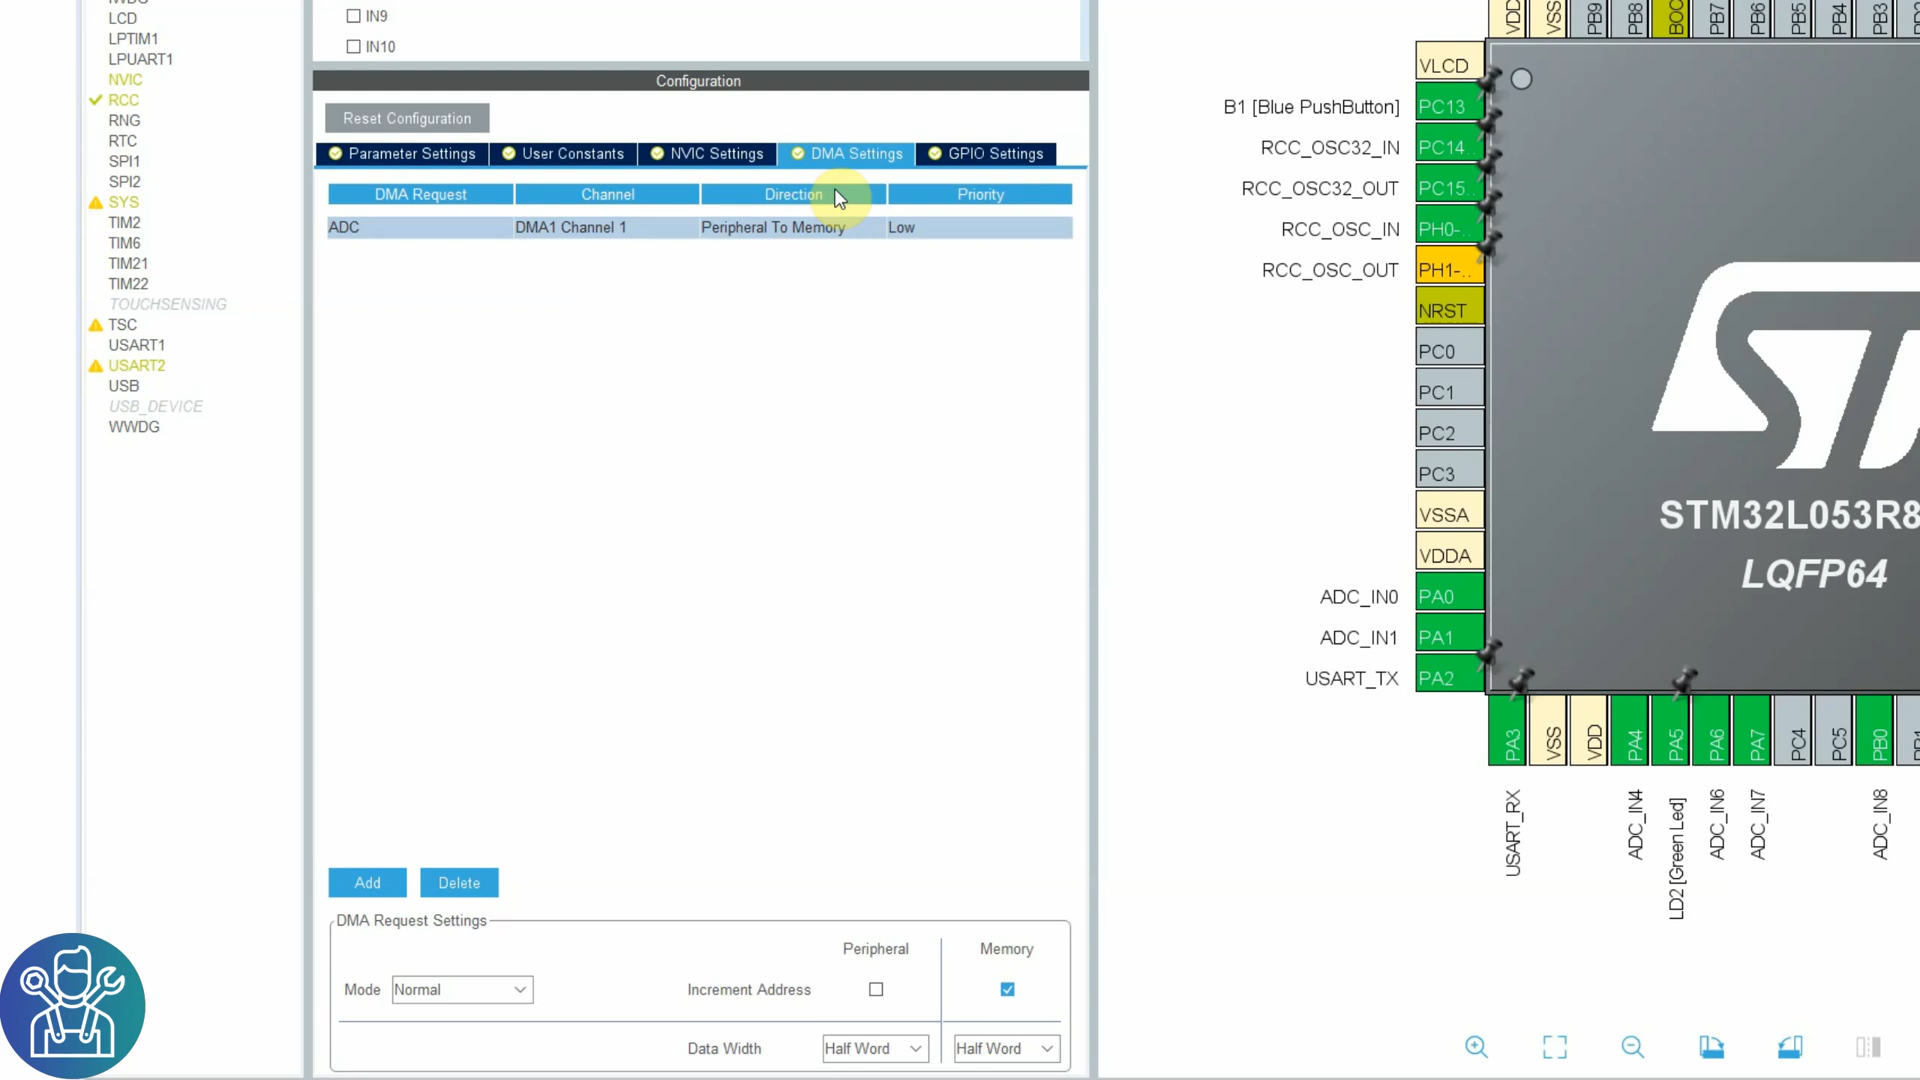 LCD
LPTIM1
LPUART1
NVIC
RCC
RNG
RTC
SPI1
SPI2
SYS
TIM2
TIM6
TIM21
TIM22
TOUCHSENSING
TSC
USART1
USART2
USB
USB_DEVICE
WWDG
IN9
IN10
Configuration
Reset Configuration
Parameter Settings User Constants NVIC Settings DMA Settings GPIO Settings
DMA Request Channel Direction Priority
ADC DMA1 Channel 1 Peripheral To Memory Low
Add Delete
DMA Request Settings
Peripheral Memory
Mode Normal Increment Address
Data Width Half Word Half Word
VDD VSS PB9 PB8 BOO PB7 PB6 PB5 PB4 PB3
VLCD
B1 [Blue PushButton] PC13
RCC_OSC32_IN PC14..
RCC_OSC32_OUT PC15..
RCC_OSC_IN PH0-..
RCC_OSC_OUT PH1-..
NRST
PC0
PC1
PC2
PC3
VSSA
VDDA
ADC_IN0 PA0
ADC_IN1 PA1
USART_TX PA2
ST
STM32L053R8
LQFP64
PA3 VSS VDD PA4 PA5 PA6 PA7 PC4 PC5 PB0
USART_RX ADC_IN4 LD2 [Green Led] ADC_IN6 ADC_IN7 ADC_IN8